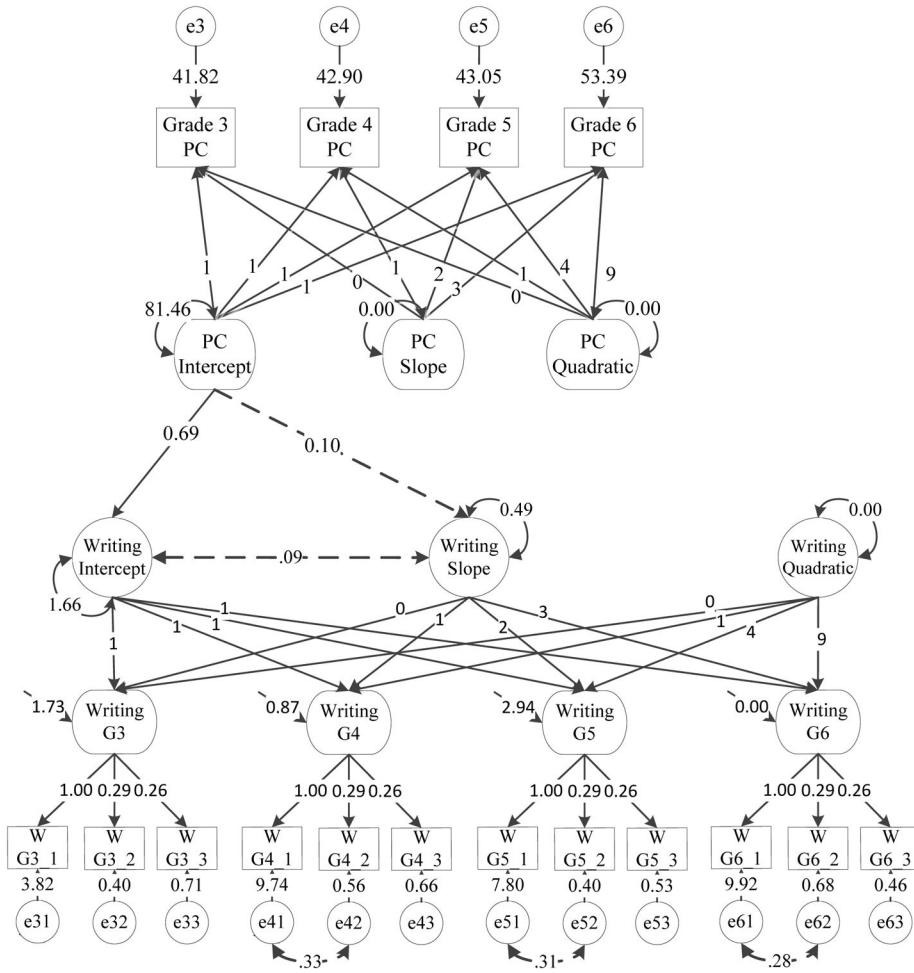 e3 e4 e5 e6
41.82 42.90 43.05 53.39
Grade 3 Grade 4 Grade 5 Grade 6
PC PC PC PC
1 1 1 1 0 1 2 3 0 1 4 9
81.46 0.00 0.00
PC PC PC
Intercept Slope Quadratic
0.69 0.10
0.49 0.00
Writing Writing Writing
Intercept .09 Slope Quadratic
1.66
1 1 1 1 0 1 2 3 0 1 4 9
1.73 0.87 2.94 0.00
Writing Writing Writing Writing
G3 G4 G5 G6
1.00 0.29 0.26 1.00 0.29 0.26 1.00 0.29 0.26 1.00 0.29 0.26
W W W W W W W W W W W W
G3_1 G3_2 G3_3 G4_1 G4_2 G4_3 G5_1 G5_2 G5_3 G6_1 G6_2 G6_3
3.82 0.40 0.71 9.74 0.56 0.66 7.80 0.40 0.53 9.92 0.68 0.46
e31 e32 e33 e41 e42 e43 e51 e52 e53 e61 e62 e63
.33 .31 .28